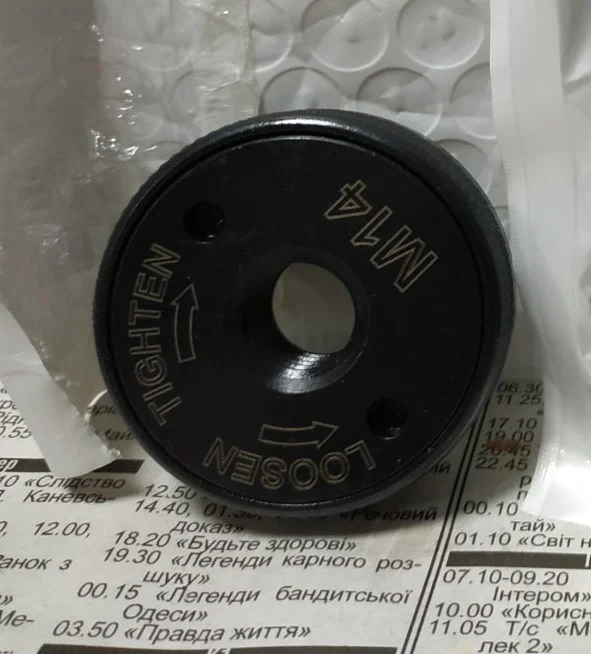 M14
TIGHTEN
LOOSEN
12.50
14.40, 01.
доказ»
12.00, 18.20 «Будьте здорові»
19.30 «Легенди карного роз-
шуку»
00.15 «Легенди бандитської
Одеси»
03.50 «Правда життя»
«Слідство
Каневсь-
06.30
11.25
17.10
19.00
20.45
22.45
00.10
тай»
01.10 «Світ н
07.10-09.20
Інтером»
10.00 «Корисн
11.05 Т/с «М
лек 2»